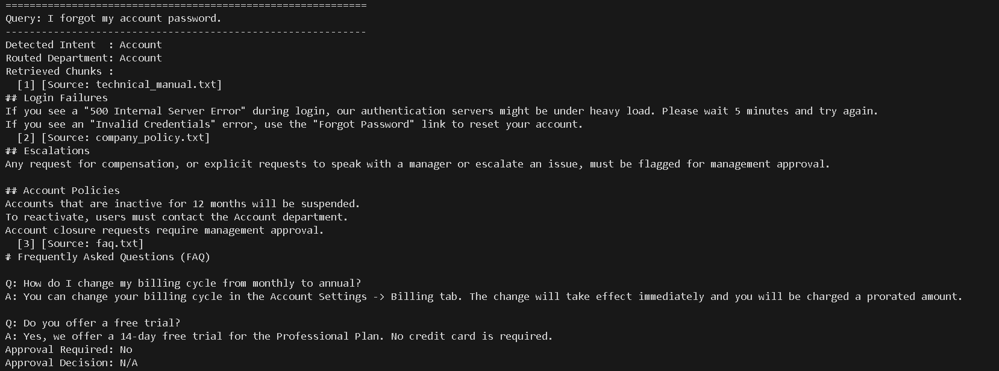 ============================================================
Query: I forgot my account password.
------------------------------------------------------------
Detected Intent  : Account
Routed Department: Account
Retrieved Chunks :
  [1] [Source: technical_manual.txt]
## Login Failures
If you see a "500 Internal Server Error" during login, our authentication servers might be under heavy load. Please wait 5 minutes and try again.
If you see an "Invalid Credentials" error, use the "Forgot Password" link to reset your account.
  [2] [Source: company_policy.txt]
## Escalations
Any request for compensation, or explicit requests to speak with a manager or escalate an issue, must be flagged for management approval.

## Account Policies
Accounts that are inactive for 12 months will be suspended.
To reactivate, users must contact the Account department.
Account closure requests require management approval.
  [3] [Source: faq.txt]
# Frequently Asked Questions (FAQ)

Q: How do I change my billing cycle from monthly to annual?
A: You can change your billing cycle in the Account Settings -> Billing tab. The change will take effect immediately and you will be charged a prorated amount.

Q: Do you offer a free trial?
A: Yes, we offer a 14-day free trial for the Professional Plan. No credit card is required.
Approval Required: No
Approval Decision: N/A